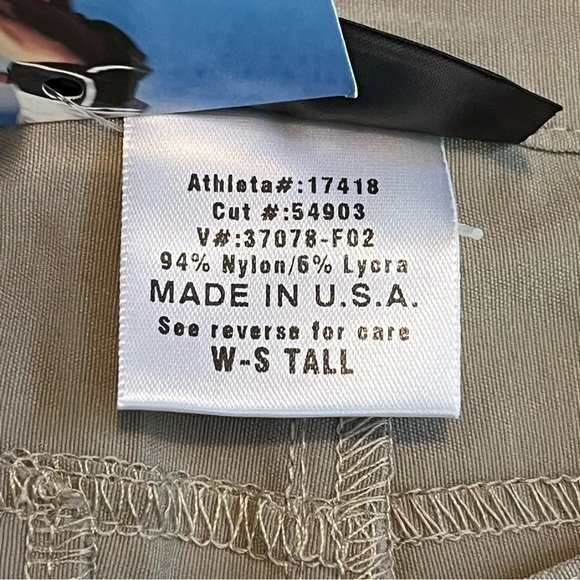 Athleta#:17418
Cut #:54903
V#:37078-F02
94% Nylon/6% Lycra
MADE IN U.S.A.
See reverse for care
W-S TALL